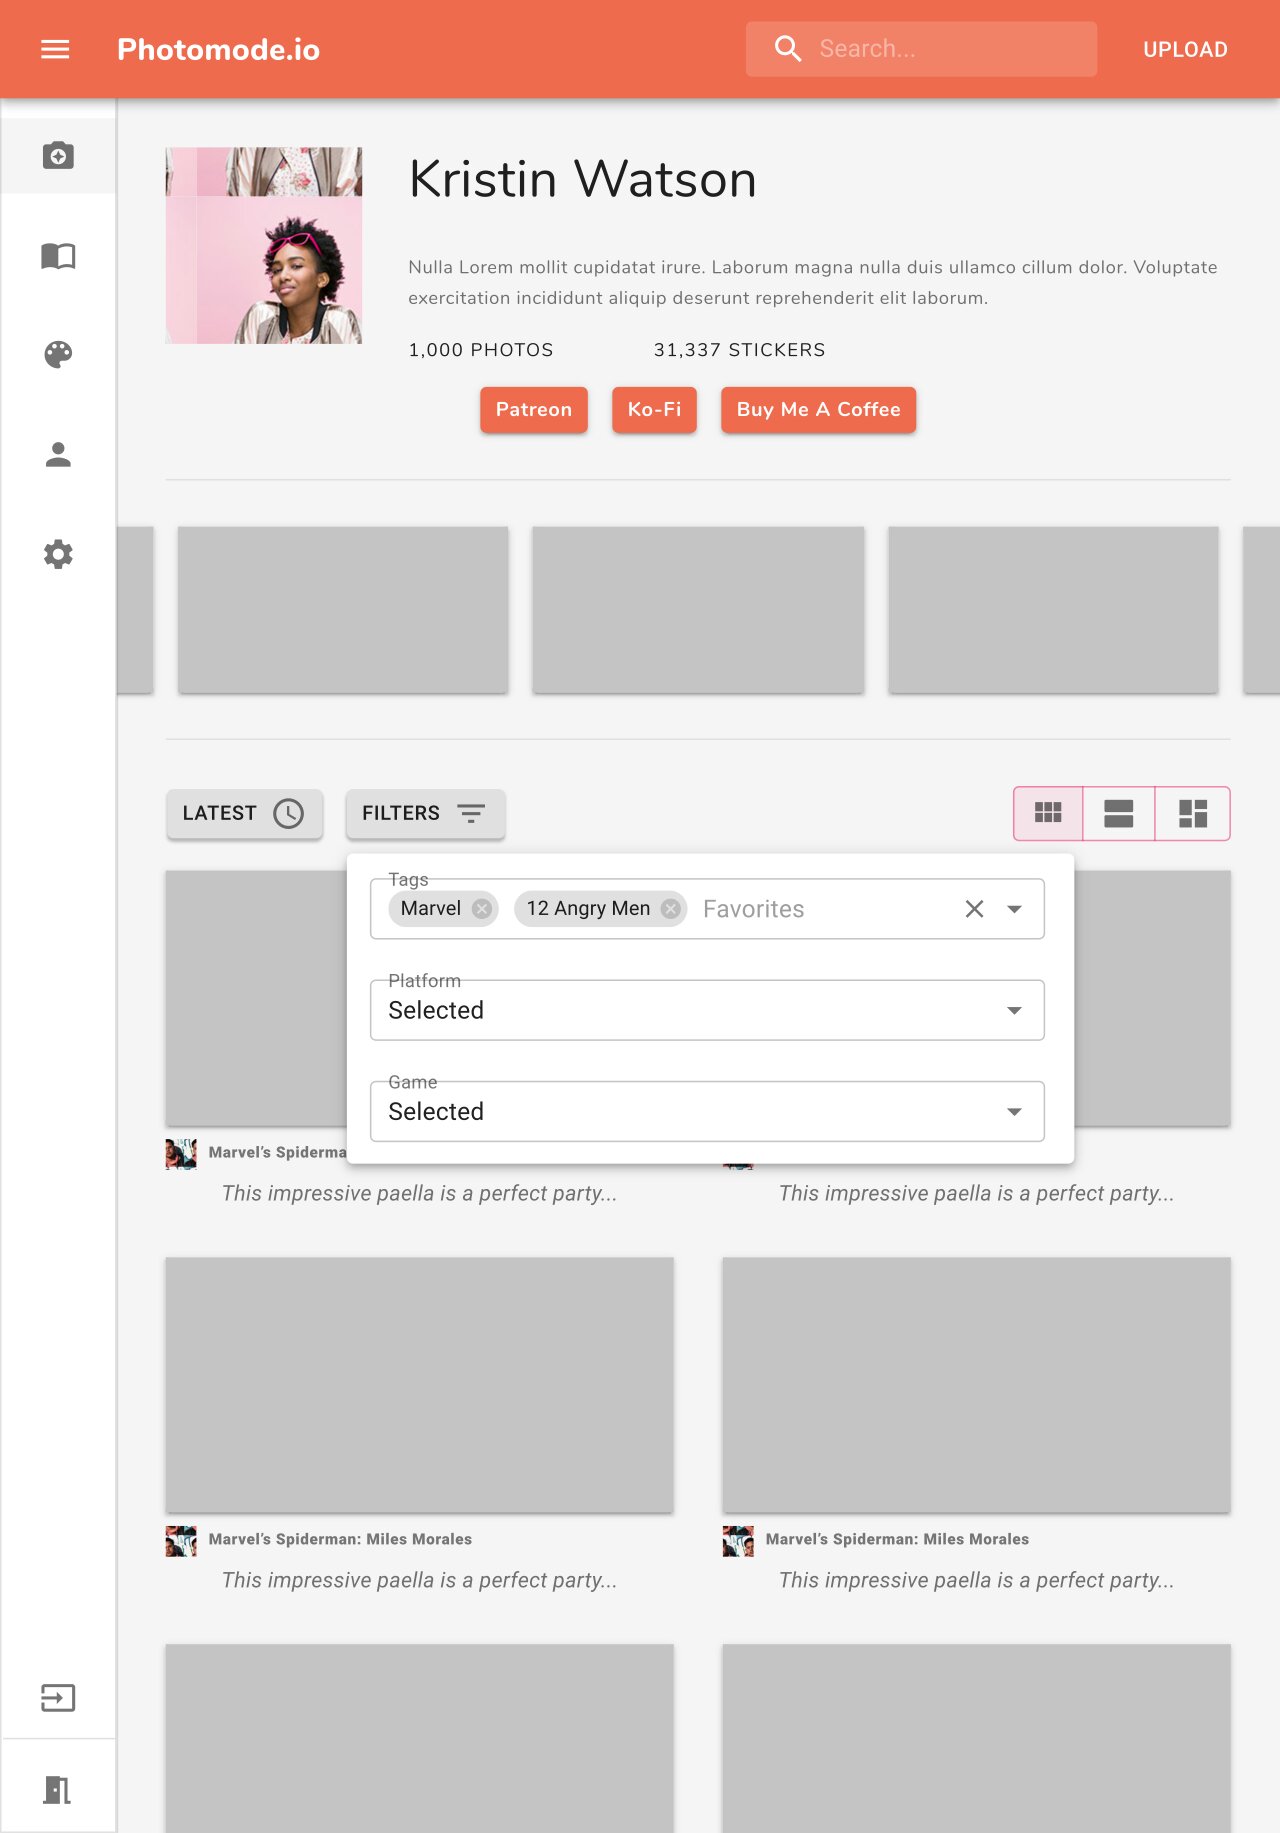 Photomode.io
Search...
UPLOAD
Kristin Watson
Nulla Lorem mollit cupidatat irure. Laborum magna nulla duis ullamco cillum dolor. Voluptate
exercitation incididunt aliquip deserunt reprehenderit elit laborum.
1,000 PHOTOS 31,337 STICKERS
Patreon Ko-Fi Buy Me A Coffee
LATEST FILTERS
Tags
Marvel 12 Angry Men Favorites
Platform
Selected
Game
Selected
Marvel's Spiderma
This impressive paella is a perfect party... This impressive paella is a perfect party...
Marvel's Spiderman: Miles Morales Marvel's Spiderman: Miles Morales
This impressive paella is a perfect party... This impressive paella is a perfect party...